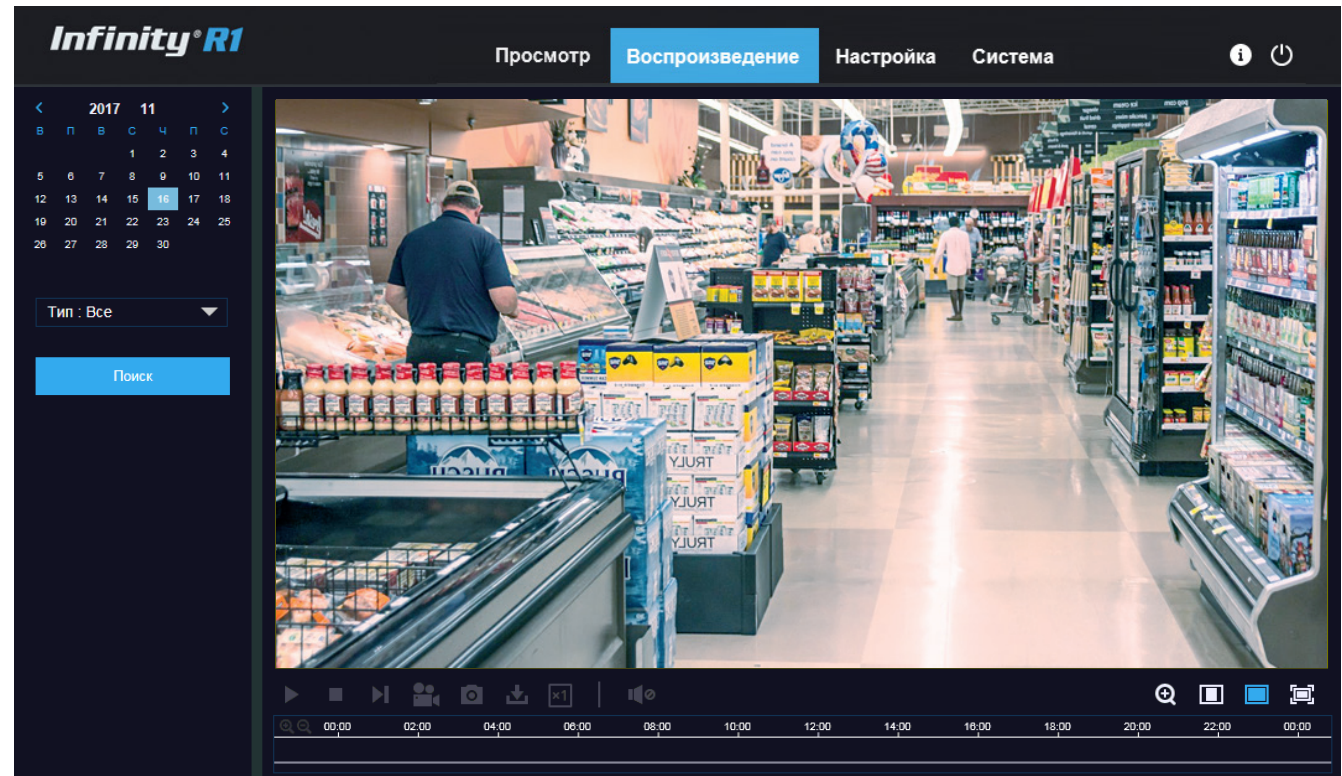 Infinity® R1
Просмотр Воспроизведение Настройка Система
2017 11
В П В С Ч П С
1 2 3 4
5 6 7 8 9 10 11
12 13 14 15 16 17 18
19 20 21 22 23 24 25
26 27 28 29 30
Тип : Все
Поиск
BUSCH
TRULY
TRULY
TRULY
×1
00:00 02:00 04:00 06:00 08:00 10:00 12:00 14:00 16:00 18:00 20:00 22:00 00:00